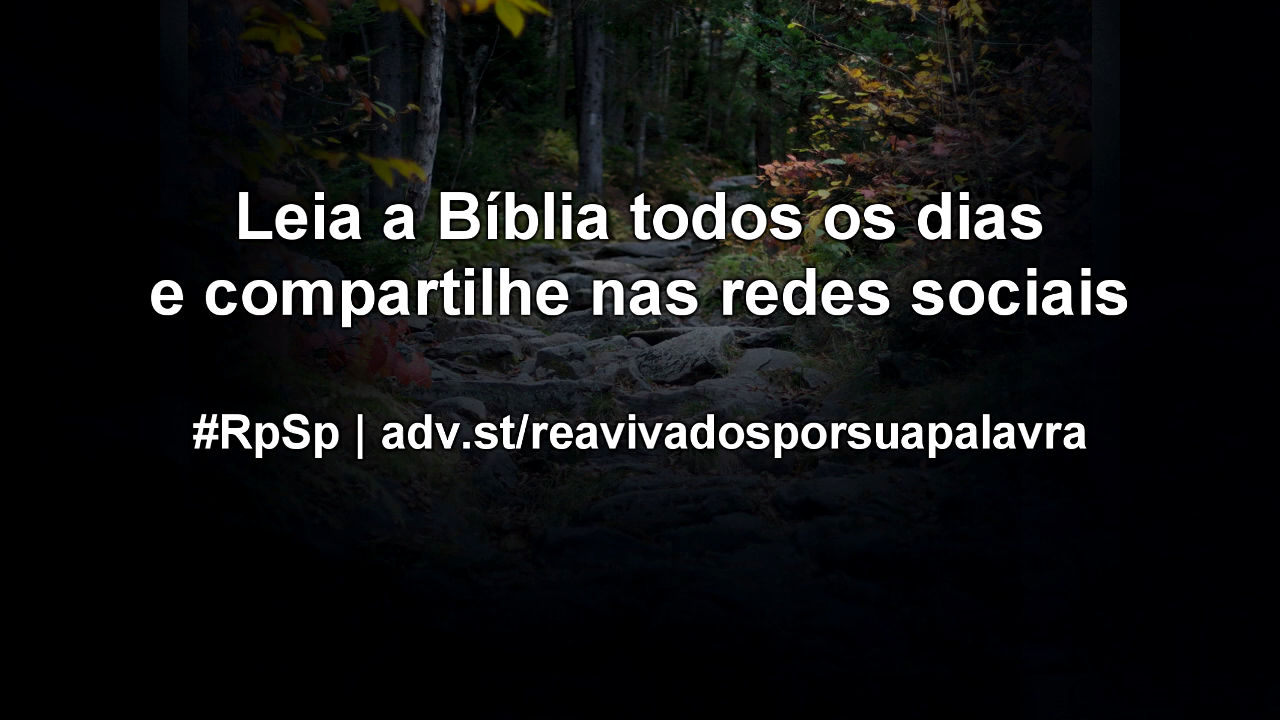 Leia a Bíblia todos os dias
e compartilhe nas redes sociais
#RpSp | adv.st/reavivadosporsuapalavra